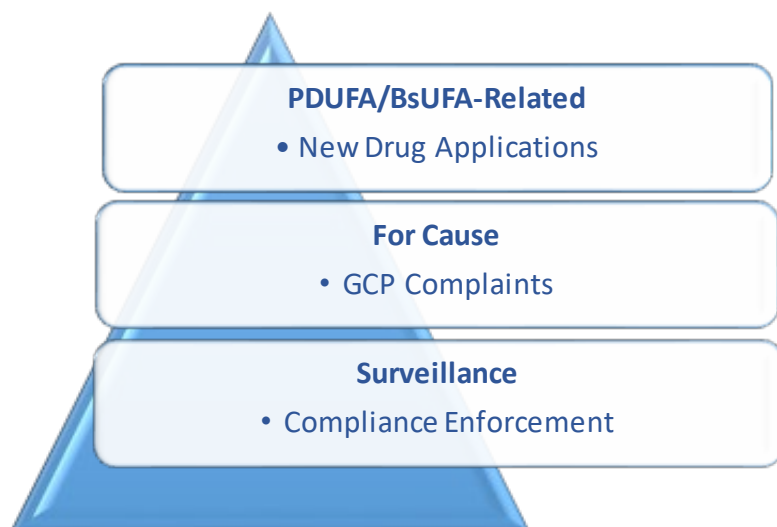 PDUFA/BsUFA-Related
• New Drug Applications
For Cause
• GCP Complaints
Surveillance
• Compliance Enforcement